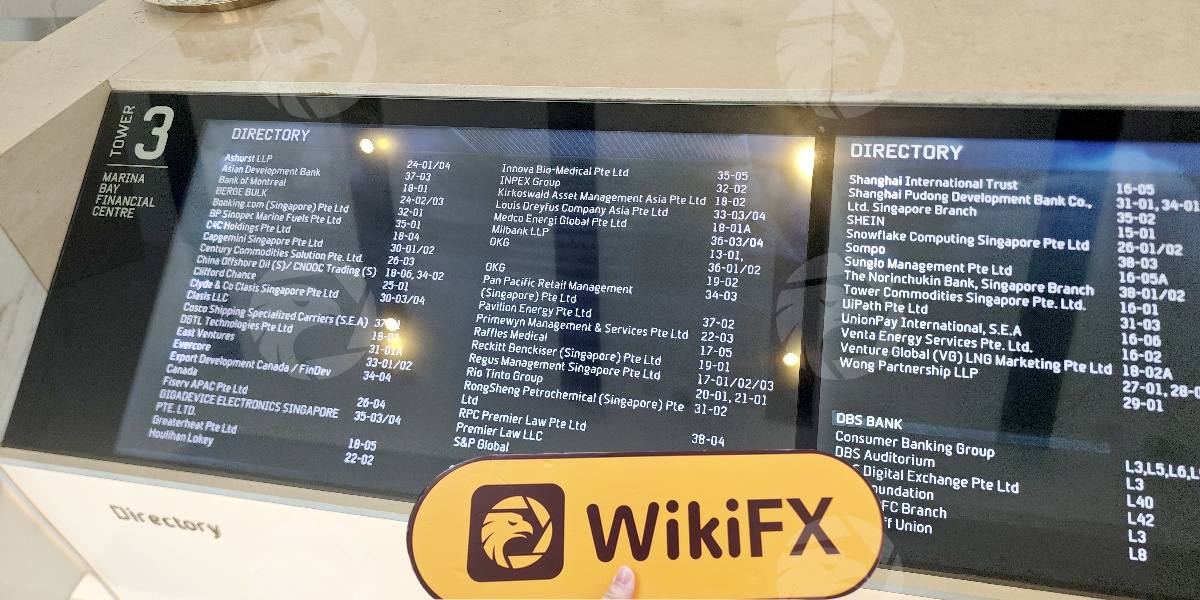 TOWER
3
MARINA
BAY
FINANCIAL
CENTRE
DIRECTORY
Ashurst LLP
Asian Development Bank
Bank of Montreal
BERGE BULK
Booking.com (Singapore) Pte Ltd
BP Sinopec Marine Fuels Pte Ltd
C4C Holdings Pte Ltd
Capgemini Singapore Pte Ltd
Century Commodities Solution Pte. Ltd.
China Offshore Oil (S)/ CNOOC Trading (S)
Clifford Chance
Clyde & Co Clasis Singapore Pte Ltd
Clasis LLC
Cosco Shipping Specialized Carriers (S.E.A)
DGTL Technologies Pte Ltd
East Ventures
Evercore
Export Development Canada / FinDev
Canada
Fiserv APAC Pte Ltd
GIGADEVICE ELECTRONICS SINGAPORE
PTE. LTD.
Greaterheat Pte Ltd
Houlihan Lokey
24-01/04
37-03
18-01
24-02/03
32-01
35-01
18-04
30-01/02
26-03
18-06, 34-02
25-01
30-03/04
31-01A
33-01/02
34-04
26-04
35-03/04
18-05
22-02
Innova Bio-Medical Pte Ltd
INPEX Group
Kirkoswald Asset Management Asia Pte Ltd
Louis Dreyfus Company Asia Pte Ltd
Medco Energi Global Pte Ltd
Milbank LLP
OKG
OKG
Pan Pacific Retail Management
(Singapore) Pte Ltd
Pavilion Energy Pte Ltd
Primewyn Management & Services Pte Ltd
Raffles Medical
Reckitt Benckiser (Singapore) Pte Ltd
Regus Management Singapore Pte Ltd
Rio Tinto Group
RongSheng Petrochemical (Singapore) Pte
Ltd
RPC Premier Law Pte Ltd
Premier Law LLC
S&P Global
35-05
32-02
18-02
33-03/04
18-01A
36-03/04
13-01,
36-01/02
19-02
34-03
37-02
22-03
17-05
19-01
17-01/02/03
20-01, 21-01
31-02
38-04
DIRECTORY
Shanghai International Trust
Shanghai Pudong Development Bank Co.,
Ltd. Singapore Branch
SHEIN
Snowflake Computing Singapore Pte Ltd
Sompo
Sunglo Management Pte Ltd
The Norinchukin Bank, Singapore Branch
Tower Commodities Singapore Pte. Ltd.
UiPath Pte Ltd
UnionPay International, S.E.A
Venta Energy Services Pte. Ltd.
Venture Global (VG) LNG Marketing Pte Ltd
Wong Partnership LLP
16-05
31-01, 34-01
35-02
15-01
26-01/02
38-03
16-05A
38-01/02
16-01
31-03
16-06
16-02
18-02A
27-01, 28-0
29-01
DBS BANK
Consumer Banking Group
DBS Auditorium
Digital Exchange Pte Ltd
oundation
FC Branch
Union
L3,L5,L6,L
L3
L40
L42
L3
L8
Directory
WikiFX